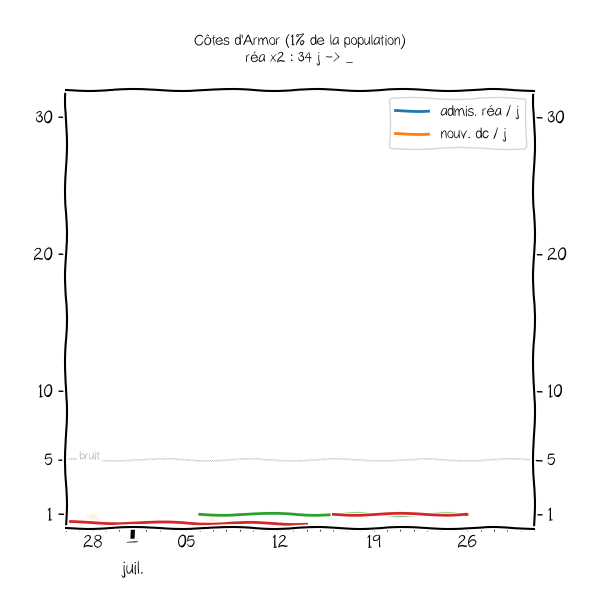 Côtes d'Armor (1% de la population)
réa x2 : 34 j -> _
admis. réa / j
nouv. dc / j
30 30
20 20
10 10
5 bruit 5
1 1
28 1 05 12 19 26
juil.